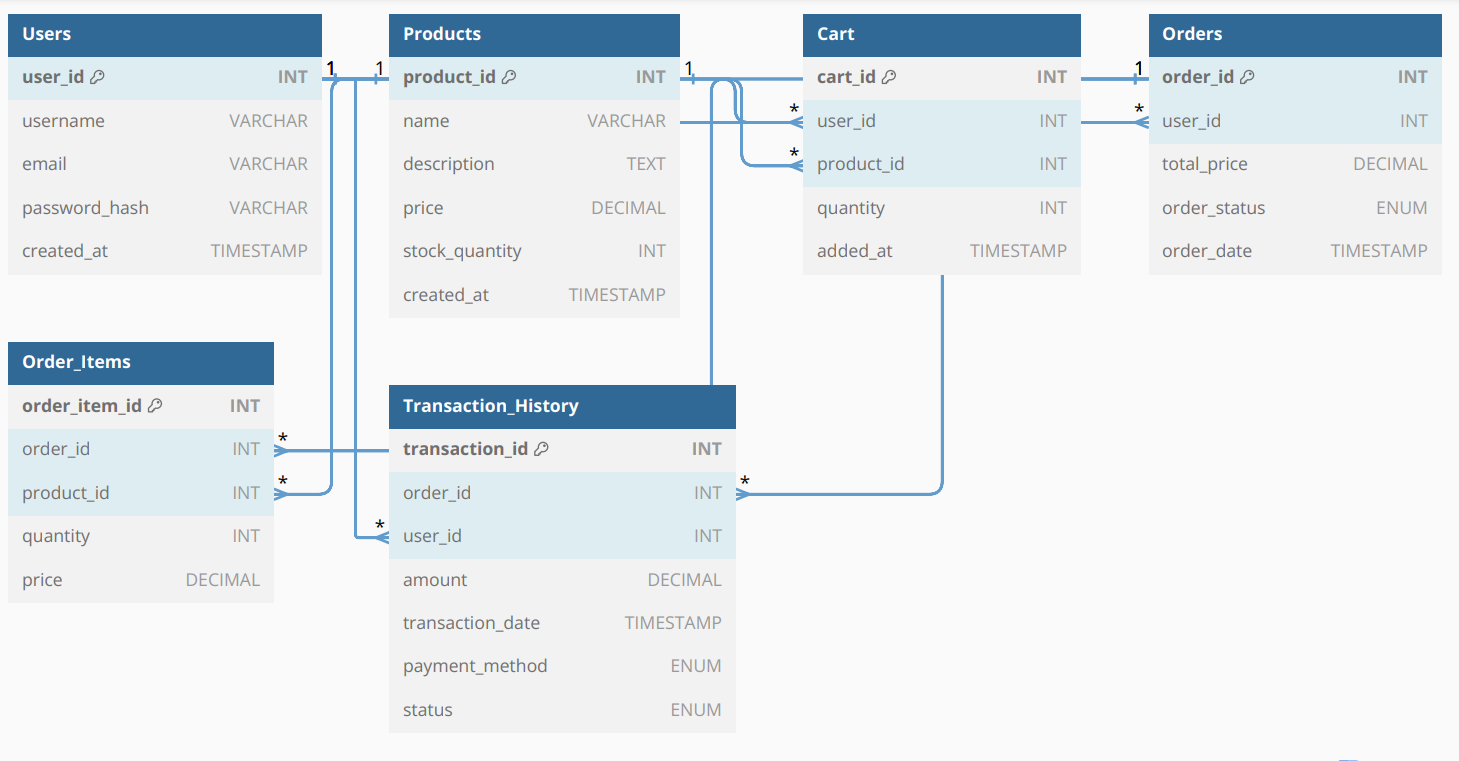 Users
user_id INT
username VARCHAR
email VARCHAR
password_hash VARCHAR
created_at TIMESTAMP
1
1
Products
product_id INT
name VARCHAR
description TEXT
price DECIMAL
stock_quantity INT
created_at TIMESTAMP
1
*
*
Cart
cart_id INT
user_id INT
product_id INT
quantity INT
added_at TIMESTAMP
1
*
Orders
order_id INT
user_id INT
total_price DECIMAL
order_status ENUM
order_date TIMESTAMP
Order_Items
order_item_id INT
order_id INT
product_id INT
quantity INT
price DECIMAL
*
*
*
Transaction_History
transaction_id INT
order_id INT
user_id INT
amount DECIMAL
transaction_date TIMESTAMP
payment_method ENUM
status ENUM
*